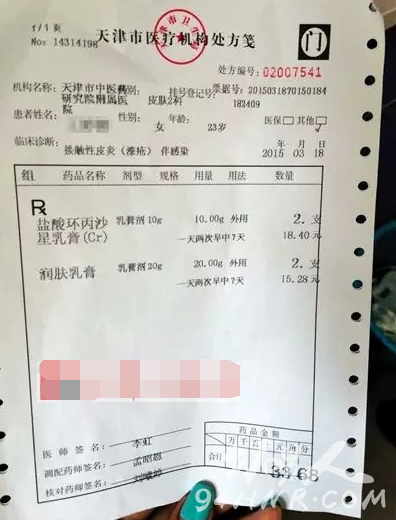 1/1 页
No: 14314198
天津市医疗机构处方笺
门
处方编号: 02007541
机构名称: 天津市中医药研究院附属医院
科别: 皮肤2科
挂号登记号: 182409
票据号: 2015031870150184
患者姓名:
性别: 女
年龄: 23岁
医保 其他
临床诊断: 接触性皮炎 (漆疮) 伴感染
2015 年 03 月 18 日
组 药品名称 剂型 规格 用量 用法 数量
Rx
盐酸环丙沙星乳膏(Cr) 乳膏剂 10g 10.00g 外用 2. 支
一天两次早中7天 18.40 元
润肤乳膏 乳膏剂 20g 20.00g 外用 2. 支
一天两次早中7天 15.28 元
药品金额
万 千 百 十 元 角 分
合计 33 68
医师签名: 李虹
调配药师签名:
核对药师签名: